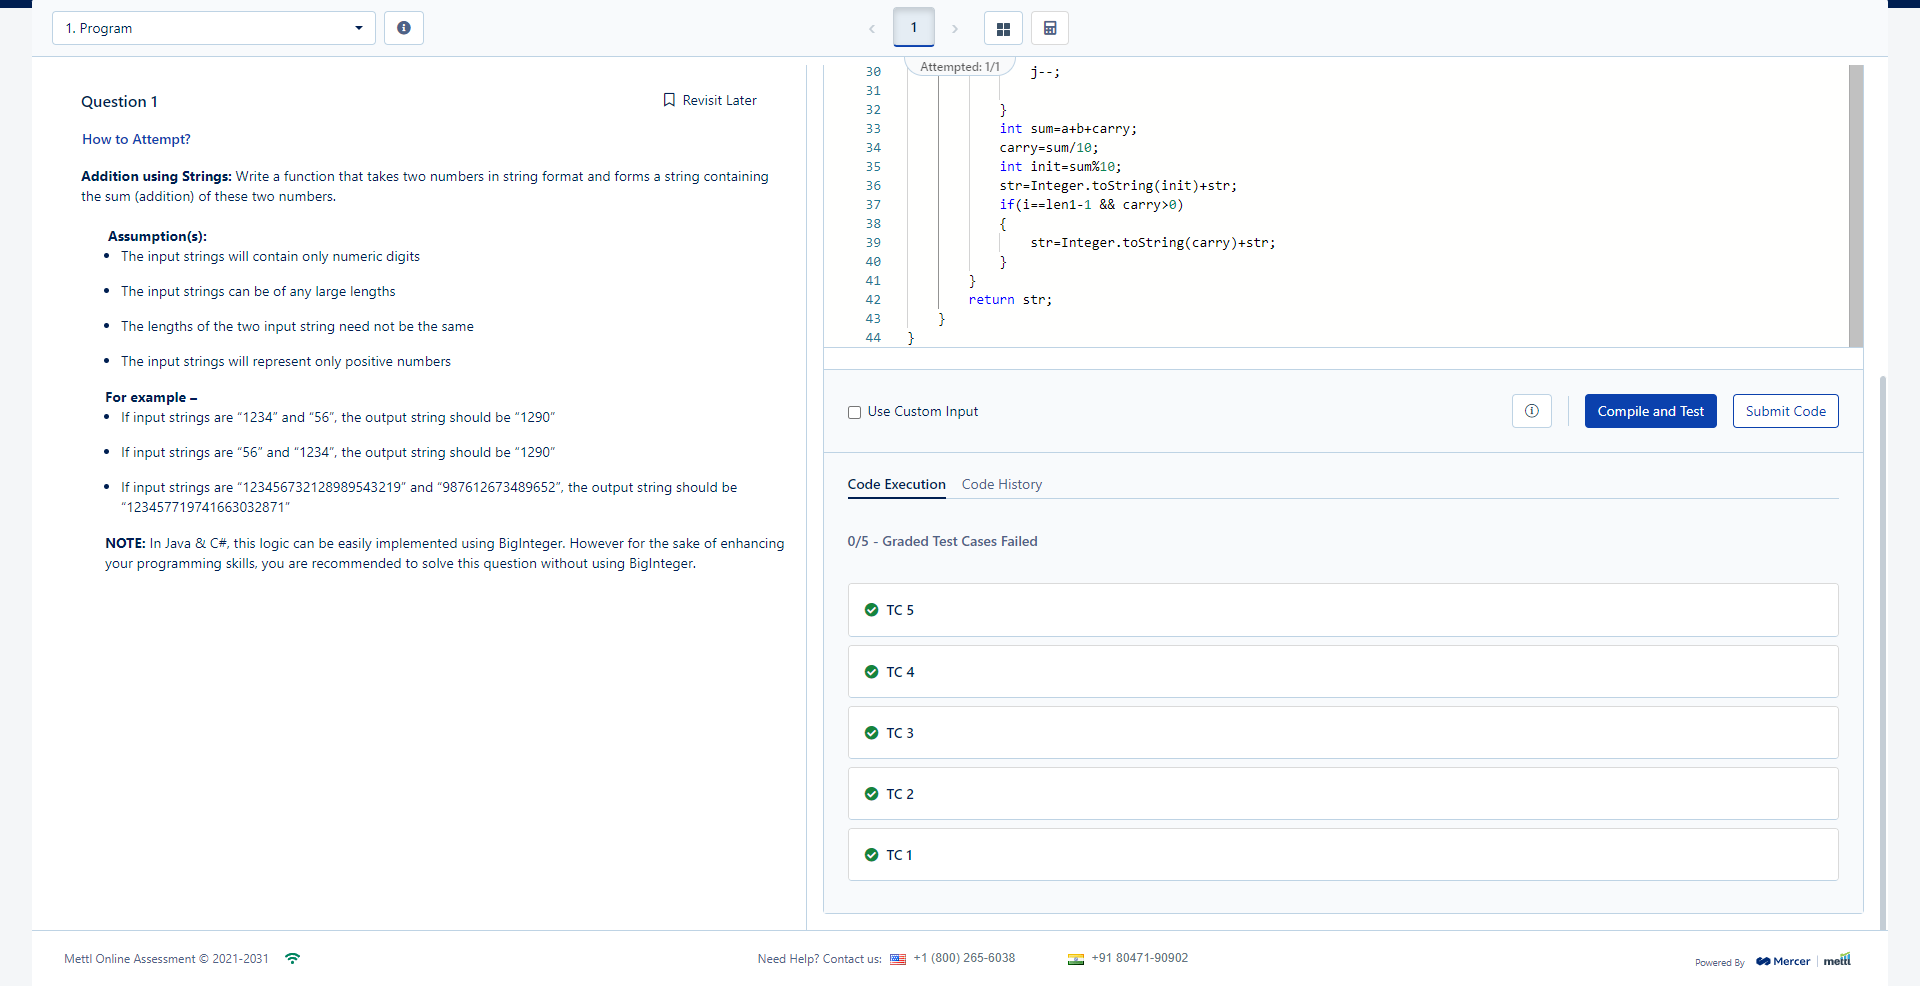 1. Program
1
Attempted: 1/1
Question 1
Revisit Later
How to Attempt?
Addition using Strings: Write a function that takes two numbers in string format and forms a string containing
the sum (addition) of these two numbers.
Assumption(s):
The input strings will contain only numeric digits
The input strings can be of any large lengths
The lengths of the two input string need not be the same
The input strings will represent only positive numbers
For example –
If input strings are “1234” and “56”, the output string should be “1290”
If input strings are “56” and “1234”, the output string should be “1290”
If input strings are “123456732128989543219” and “987612673489652”, the output string should be
“123457719741663032871”
NOTE: In Java & C#, this logic can be easily implemented using BigInteger. However for the sake of enhancing
your programming skills, you are recommended to solve this question without using BigInteger.
30 j--;
31
32 }
33 int sum=a+b+carry;
34 carry=sum/10;
35 int init=sum%10;
36 str=Integer.toString(init)+str;
37 if(i==len1-1 && carry>0)
38 {
39 str=Integer.toString(carry)+str;
40 }
41 }
42 return str;
43 }
44 }
Use Custom Input
Compile and Test
Submit Code
Code Execution
Code History
0/5 - Graded Test Cases Failed
TC 5
TC 4
TC 3
TC 2
TC 1
Mettl Online Assessment © 2021-2031
Need Help? Contact us: +1 (800) 265-6038 +91 80471-90902
Powered By Mercer | mettl